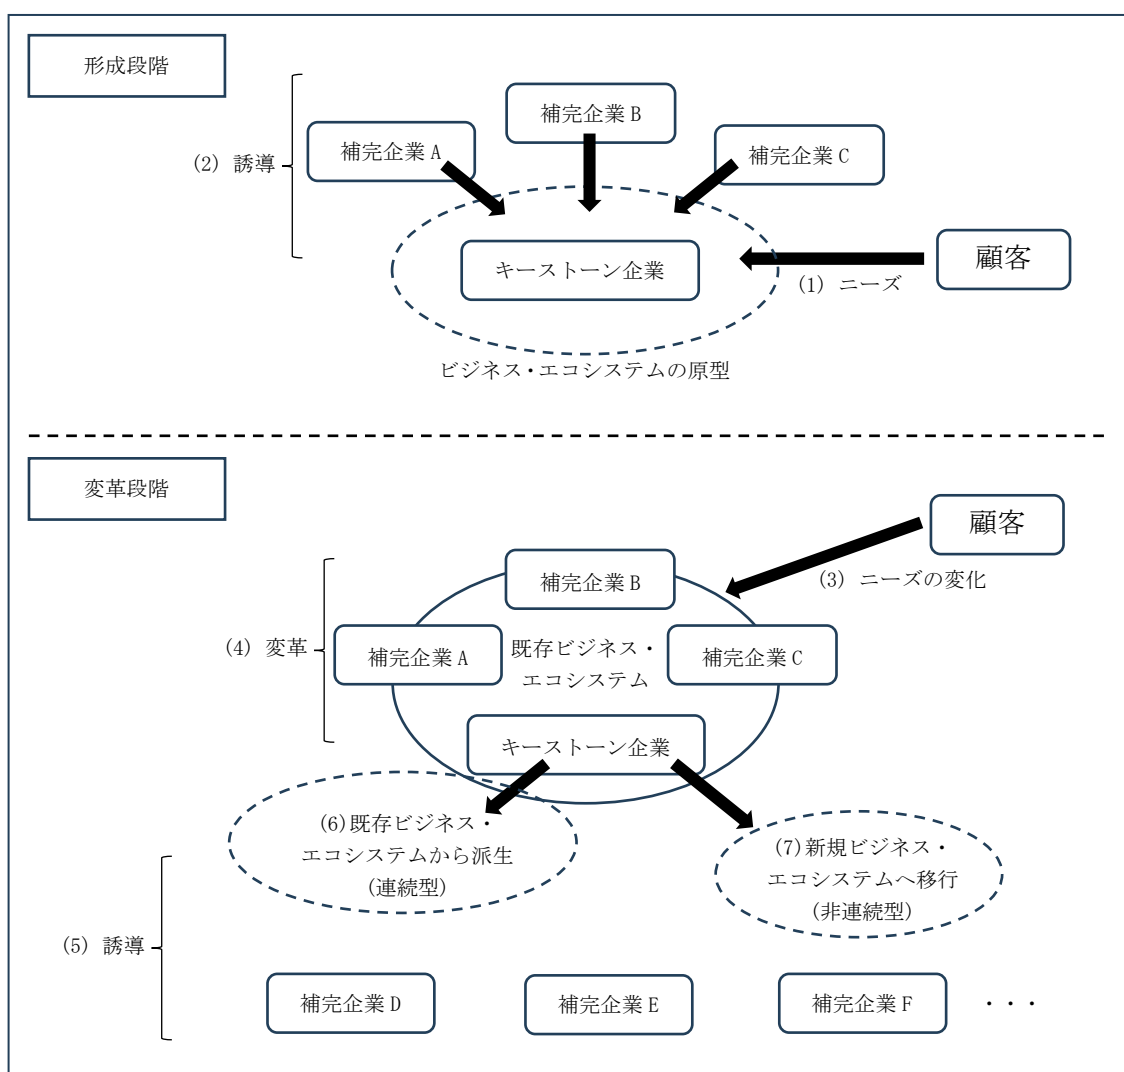 形成段階
補完企業 B
補完企業 A
補完企業 C
(2) 誘導
キーストーン企業
顧客
(1) ニーズ
ビジネス・エコシステムの原型
変革段階
顧客
補完企業 B
(3) ニーズの変化
(4) 変革
補完企業 A
既存ビジネス・
エコシステム
補完企業 C
キーストーン企業
(6)既存ビジネス・
エコシステムから派生
(連続型)
(7)新規ビジネス・
エコシステムへ移行
(非連続型)
(5) 誘導
補完企業 D
補完企業 E
補完企業 F
・・・